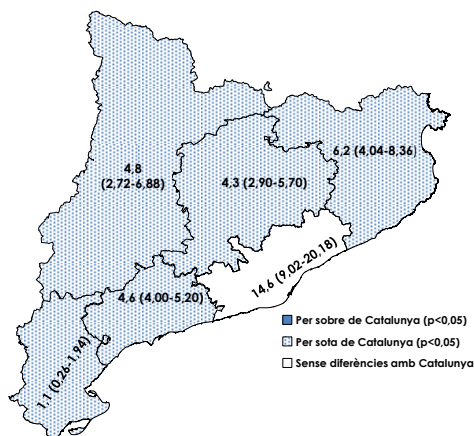 6,2 (4,04-8,36)
4,8
(2,72-6,88)
4,3 (2,90-5,70)
14,6 (9,02-20,18)
4,6 (4,00-5,20)
1,1 (0,26-1,94)
Per sobre de Catalunya (p<0,05)
Per sota de Catalunya (p<0,05)
Sense diferències amb Catalunya